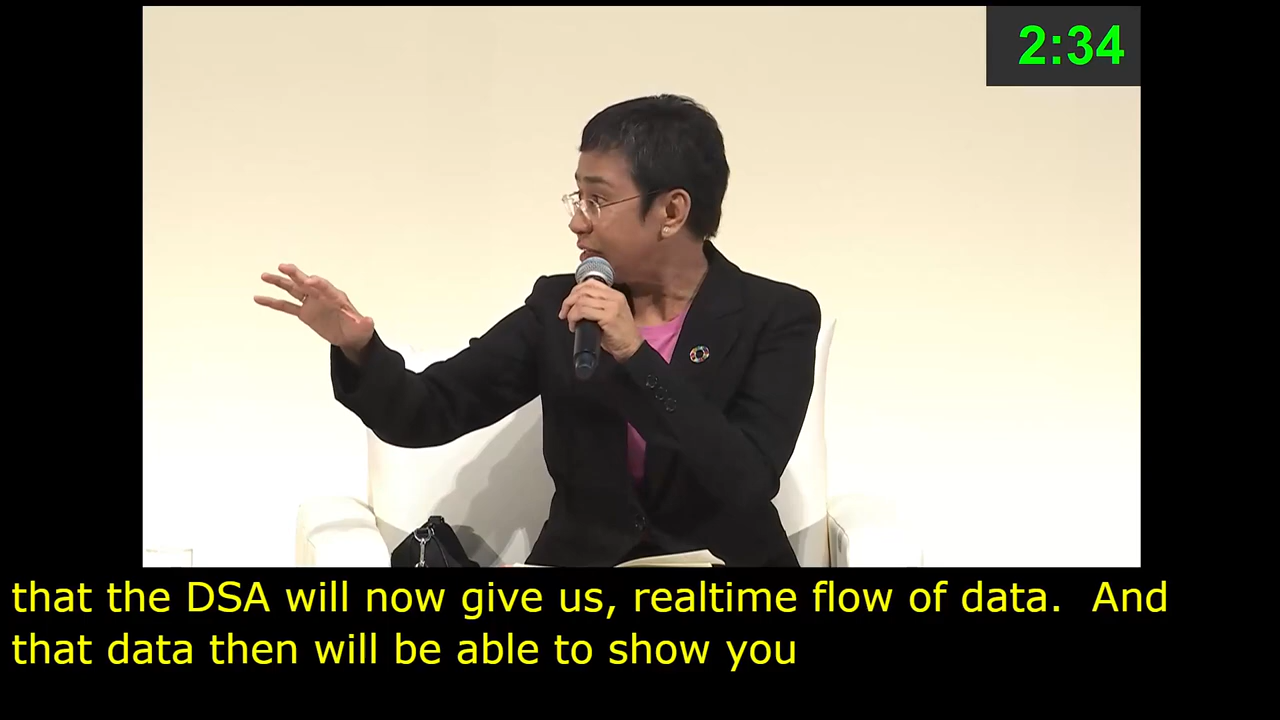 2:34
that the DSA will now give us, realtime flow of data.  And
that data then will be able to show you